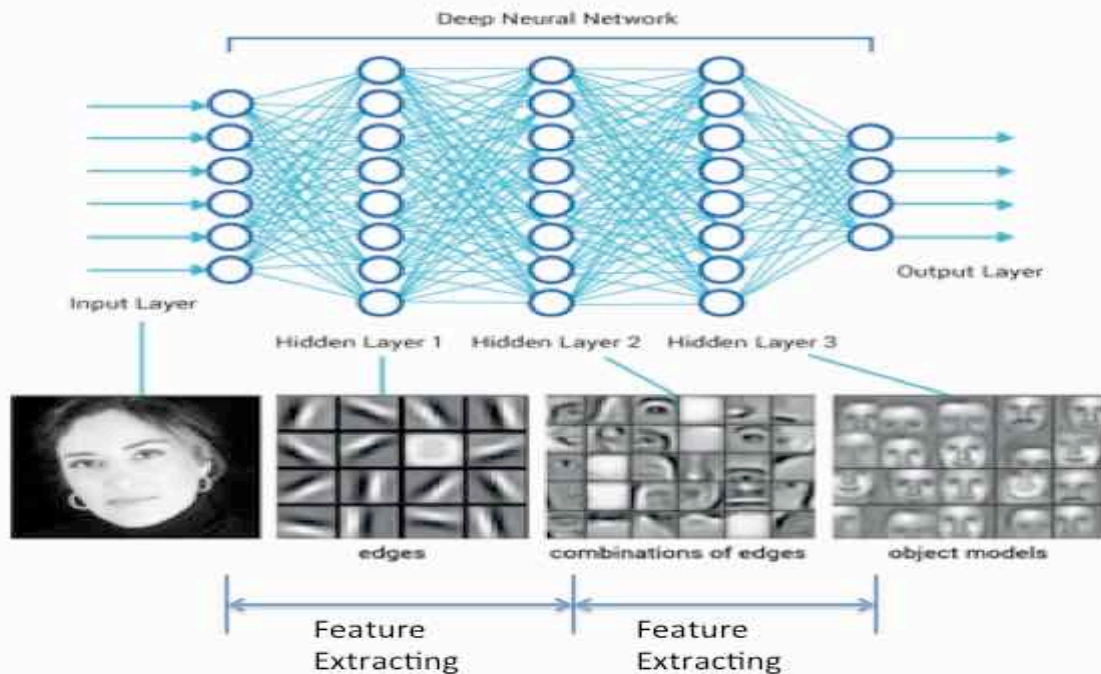 Deep Neural Network
Input Layer
Output Layer
Hidden Layer 1 Hidden Layer 2 Hidden Layer 3
edges combinations of edges object models
Feature Feature
Extracting Extracting